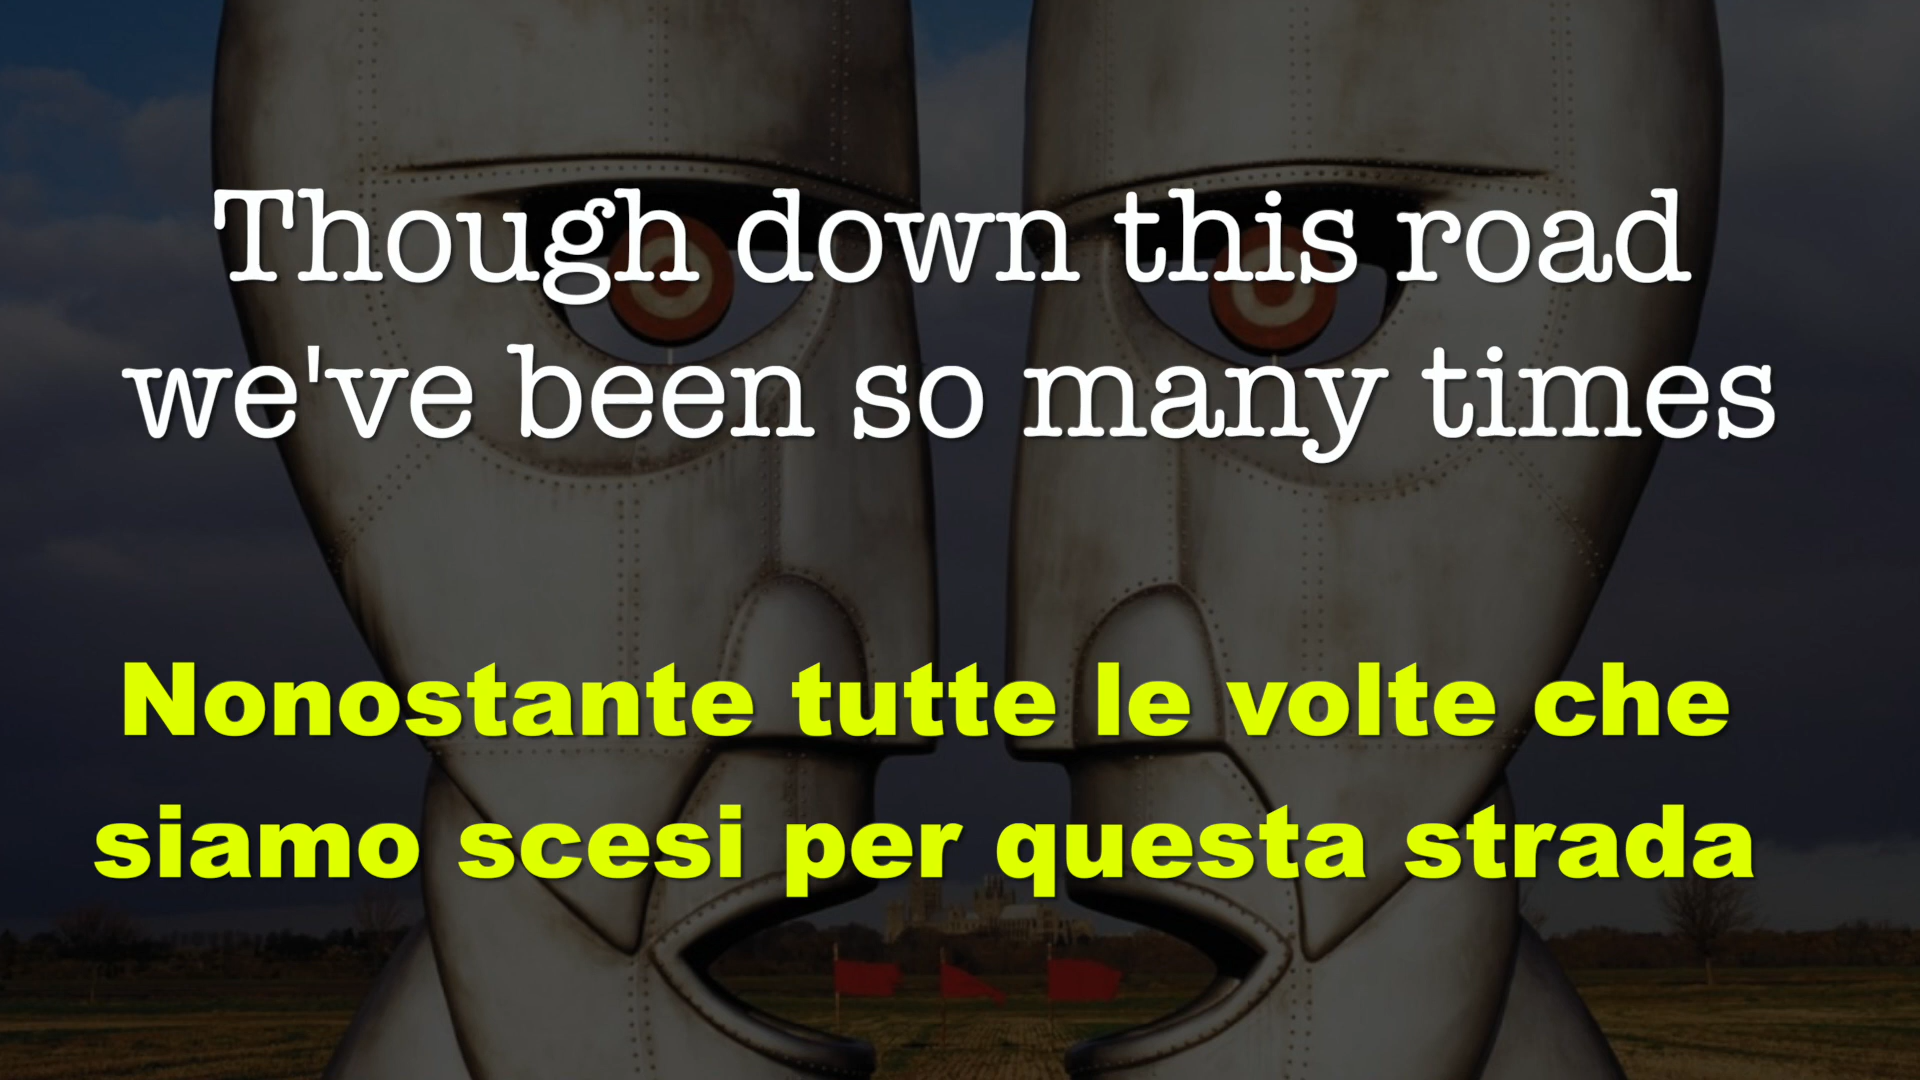 Though down this road
we've been so many times
Nonostante tutte le volte che
siamo scesi per questa strada